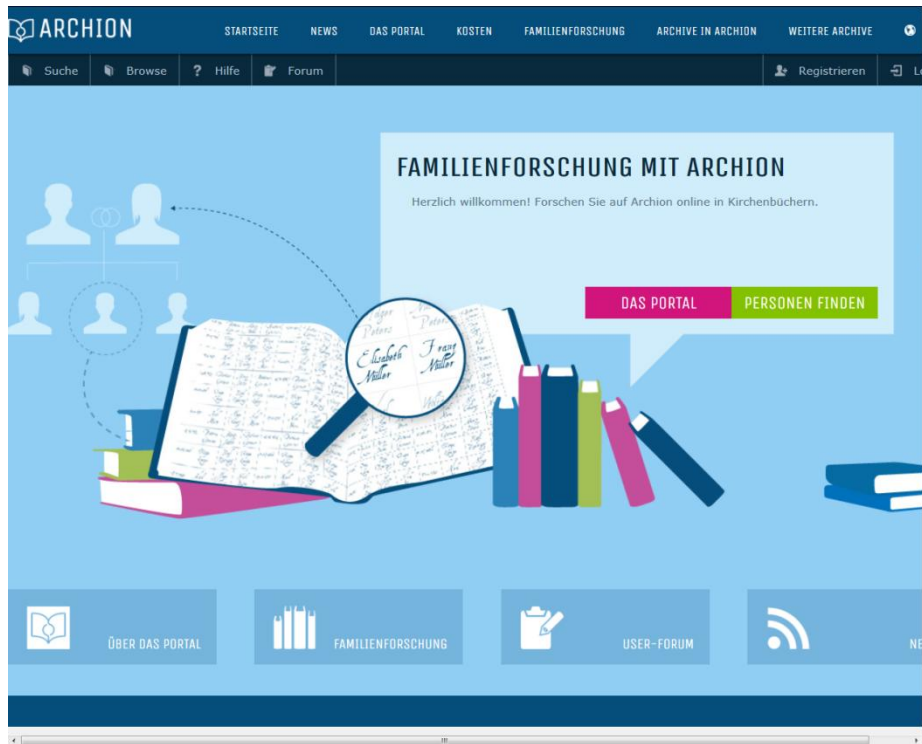 ARCHION
STARTSEITE NEWS DAS PORTAL KOSTEN FAMILIENFORSCHUNG ARCHIVE IN ARCHION WEITERE ARCHIVE
Suche Browse ? Hilfe Forum Registrieren
FAMILIENFORSCHUNG MIT ARCHION
Herzlich willkommen! Forschen Sie auf Archion online in Kirchenbüchern.
DAS PORTAL PERSONEN FINDEN
Peters
Elisabeth Müller
Franz Müller
ÜBER DAS PORTAL FAMILIENFORSCHUNG USER-FORUM NE